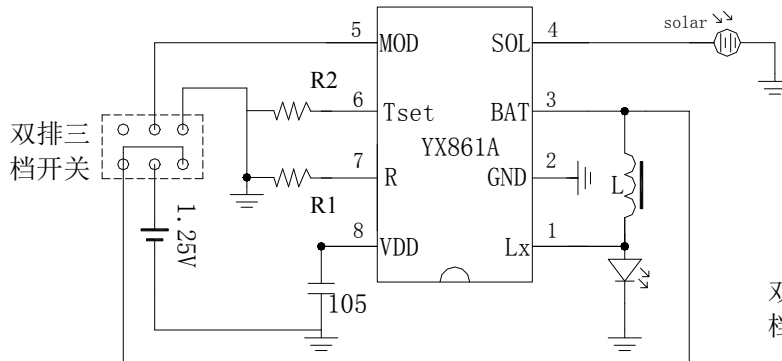 5 MOD SOL 4 solar
R2
6 Tset BAT 3
双排三
档开关
YX861A
7 R GND 2 L
R1
1.25V
8 VDD Lx 1
105
双
档